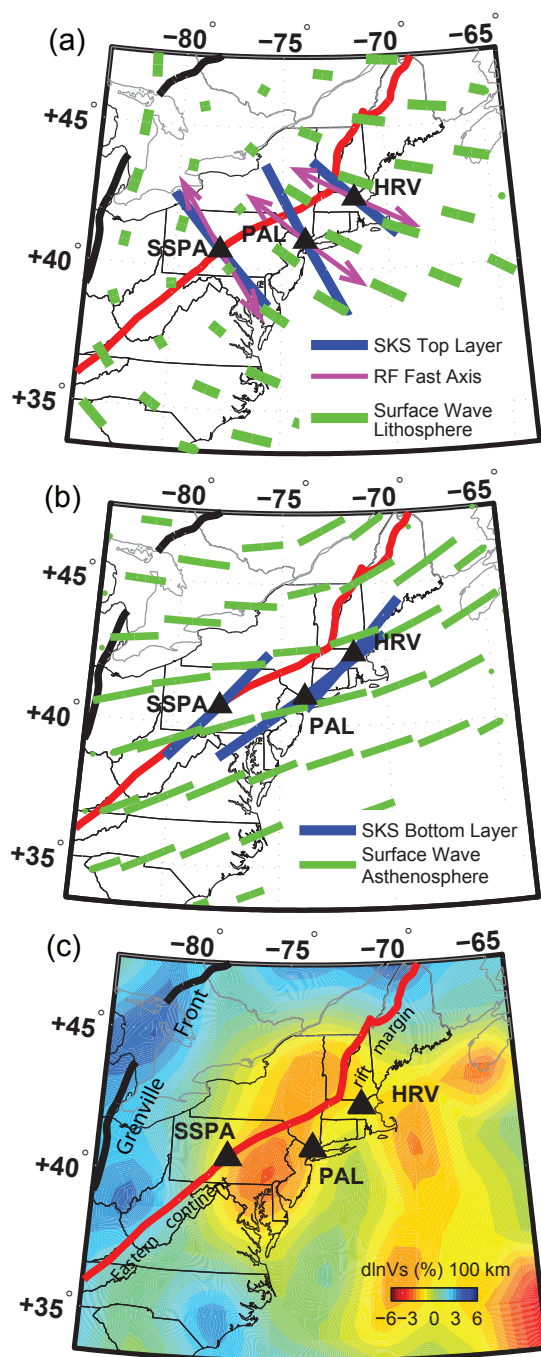 (a)
−80° −75° −70° −65°
+45°
+40°
+35°
HRV
PAL
SSPA
SKS Top Layer
RF Fast Axis
Surface Wave
Lithosphere
(b)
−80° −75° −70° −65°
+45°
+40°
+35°
HRV
SSPA
PAL
SKS Bottom Layer
Surface Wave
Asthenosphere
(c)
−80° −75° −70° −65°
+45°
+40°
+35°
Grenville Front
Eastern continent rift margin
HRV
SSPA
PAL
dlnVs (%) 100 km
−6−3 0 3 6